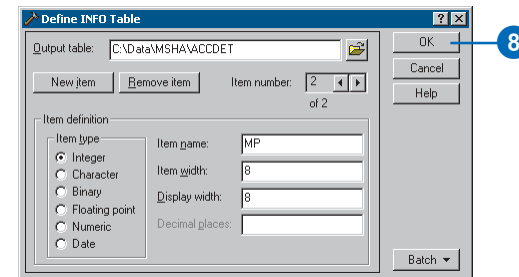 Define INFO Table
Output table: C:\Data\MSHA\ACCDET
OK
8
Cancel
Help
New item Remove item Item number: 2
of 2
Item definition
Item type
Integer
Character
Binary
Floating point
Numeric
Date
Item name: MP
Item width: 8
Display width: 8
Decimal places:
Batch